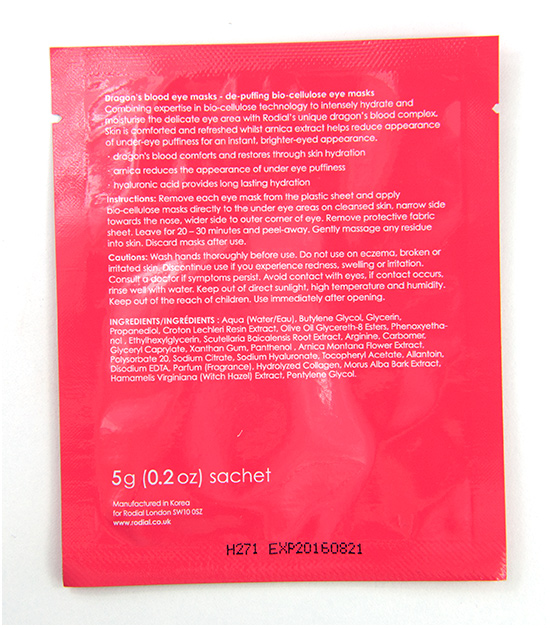 Dragon's blood eye masks - de-puffing bio-cellulose eye masks
Combining expertise in bio-cellulose technology to intensely hydrate and
moisturise the delicate eye area with Rodial's unique dragon's blood complex.
Skin is comforted and refreshed whilst arnica extract helps reduce appearance
of under-eye puffiness for an instant, brighter-eyed appearance.
· dragon's blood comforts and restores through skin hydration
· arnica reduces the appearance of under eye puffiness
· hyaluronic acid provides long lasting hydration
Instructions: Remove each eye mask from the plastic sheet and apply
bio-cellulose masks directly to the under eye areas on cleansed skin, narrow side
towards the nose, wider side to outer corner of eye. Remove protective fabric
sheet. Leave for 20 – 30 minutes and peel-away. Gently massage any residue
into skin. Discard masks after use.
Cautions: Wash hands thoroughly before use. Do not use on eczema, broken or
irritated skin. Discontinue use if you experience redness, swelling or irritation.
Consult a doctor if symptoms persist. Avoid contact with eyes, if contact occurs,
rinse well with water. Keep out of direct sunlight, high temperature and humidity.
Keep out of the reach of children. Use immediately after opening.
INGREDIENTS/INGRÉDIENTS : Aqua (Water/Eau), Butylene Glycol, Glycerin,
Propanediol, Croton Lechleri Resin Extract, Olive Oil Glycereth-8 Esters, Phenoxyetha-
nol , Ethylhexylglycerin, Scutellaria Baicalensis Root Extract, Arginine, Carbomer,
Glyceryl Caprylate, Xanthan Gum, Panthenol , Arnica Montana Flower Extract,
Polysorbate 20, Sodium Citrate, Sodium Hyaluronate, Tocopheryl Acetate, Allantoin,
Disodium EDTA, Parfum (Fragrance), Hydrolyzed Collagen, Morus Alba Bark Extract,
Hamamelis Virginiana (Witch Hazel) Extract, Pentylene Glycol.
5g (0.2 oz) sachet
Manufactured in Korea
for Rodial London SW10 0SZ
www.rodial.co.uk
H271 EXP20160821